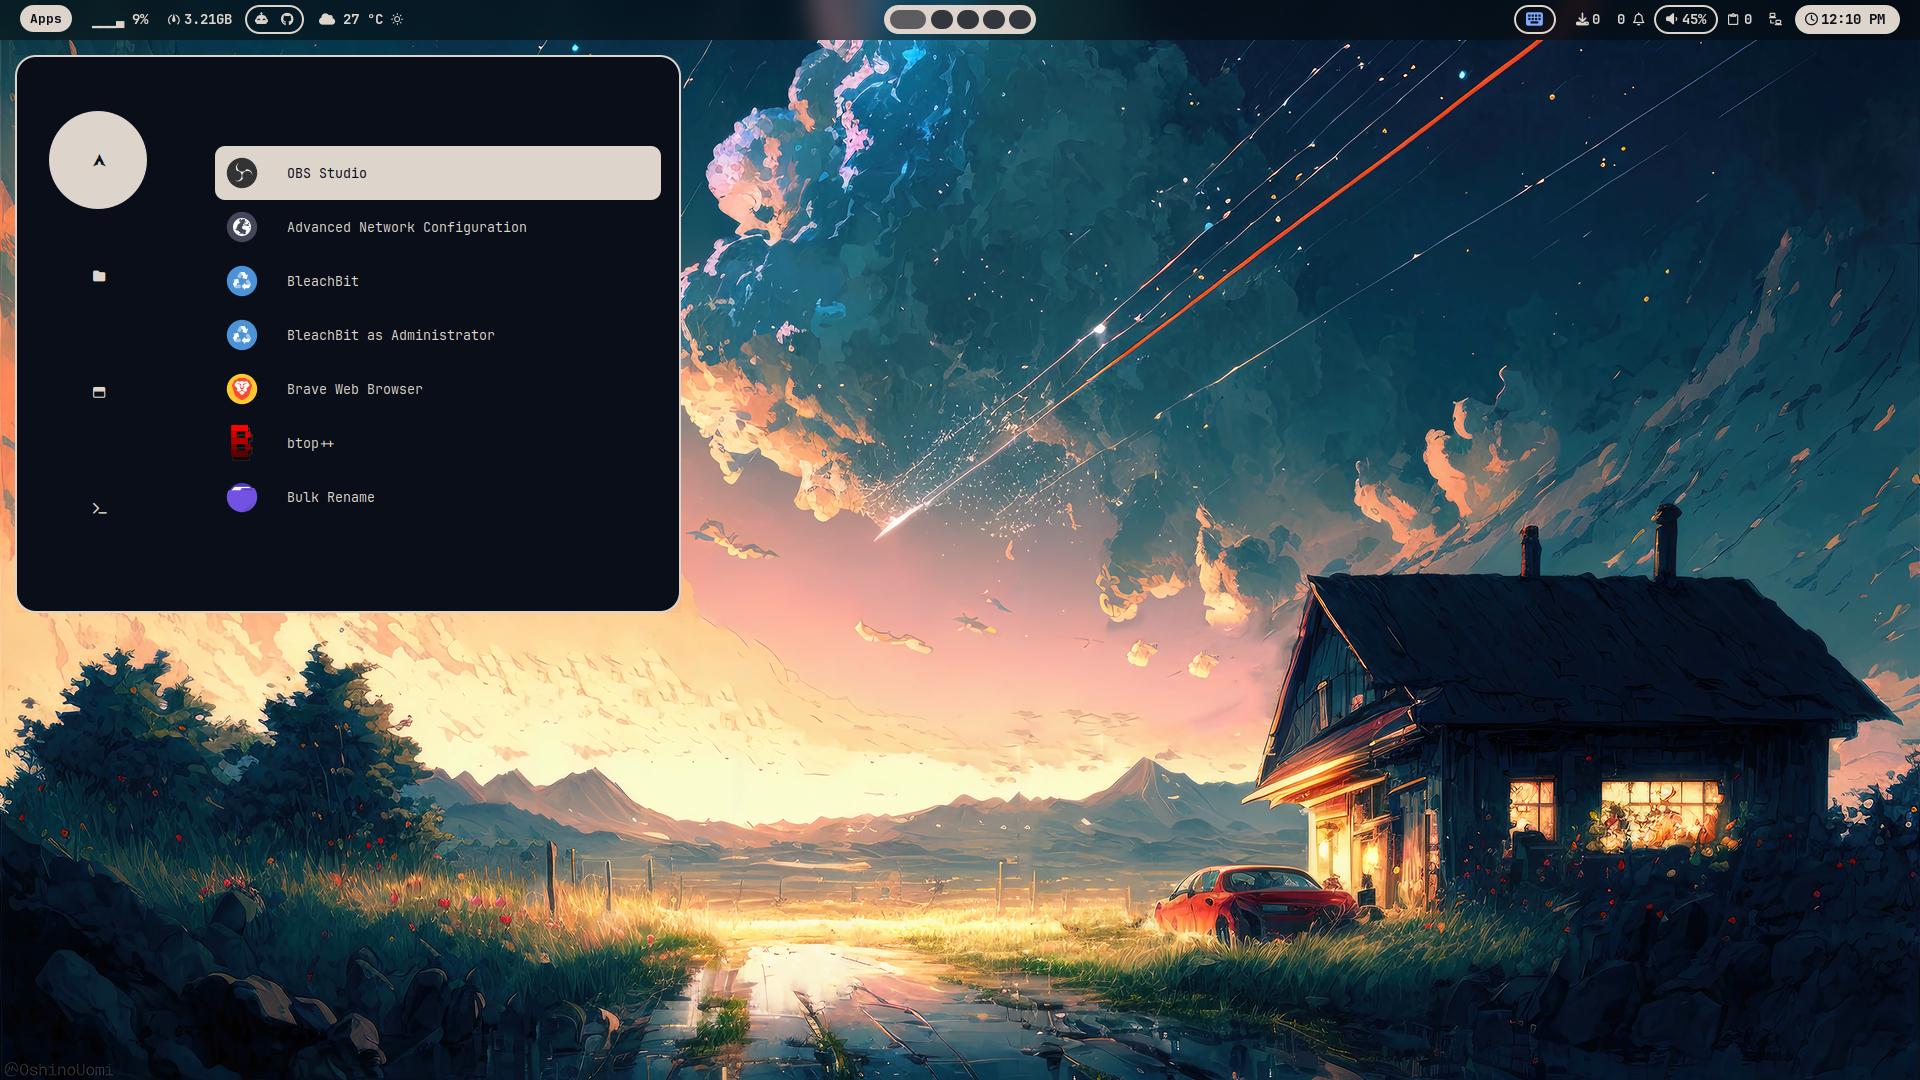 Apps 9% 3.21GB 27 °C 0 0 45% 0 12:10 PM
OBS Studio
Advanced Network Configuration
BleachBit
BleachBit as Administrator
Brave Web Browser
btop++
Bulk Rename
@OshinoUomi